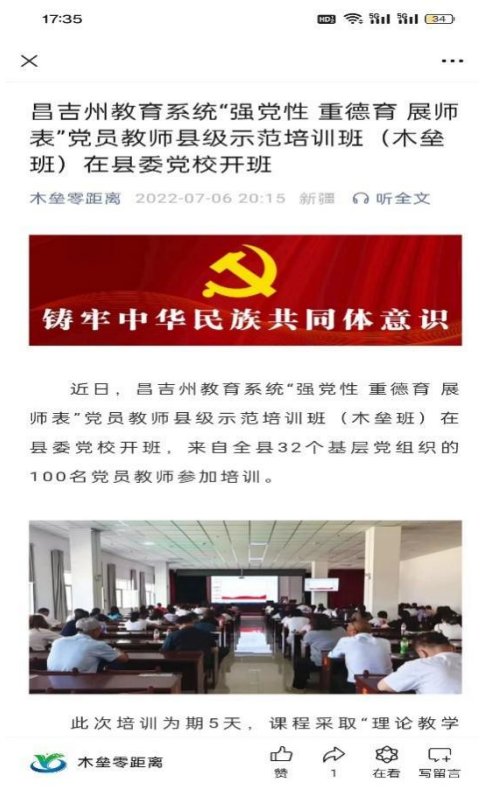 17:35
HD2 5G 5G 34
昌吉州教育系统“强党性 重德育 展师
表”党员教师县级示范培训班（木垒
班）在县委党校开班
木垒零距离 2022-07-06 20:15 新疆 听全文
铸牢中华民族共同体意识
近日，昌吉州教育系统“强党性 重德育 展
师表”党员教师县级示范培训班（木垒班）在
县委党校开班，来自全县32个基层党组织的
100名党员教师参加培训。
此次培训为期5天，课程采取“理论教学
木垒零距离
赞 1 在看 写留言